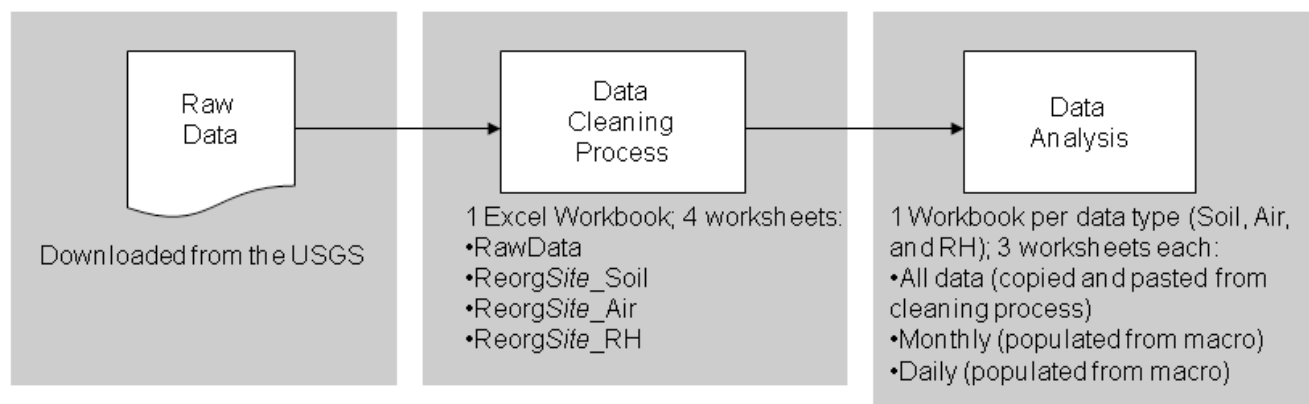 Raw
Data
Downloaded from the USGS
Data
Cleaning
Process
1 Excel Workbook; 4 worksheets:
•RawData
•ReorgSite_Soil
•ReorgSite_Air
•ReorgSite_RH
Data
Analysis
1 Workbook per data type (Soil, Air,
and RH); 3 worksheets each:
•All data (copied and pasted from
cleaning process)
•Monthly (populated from macro)
•Daily (populated from macro)